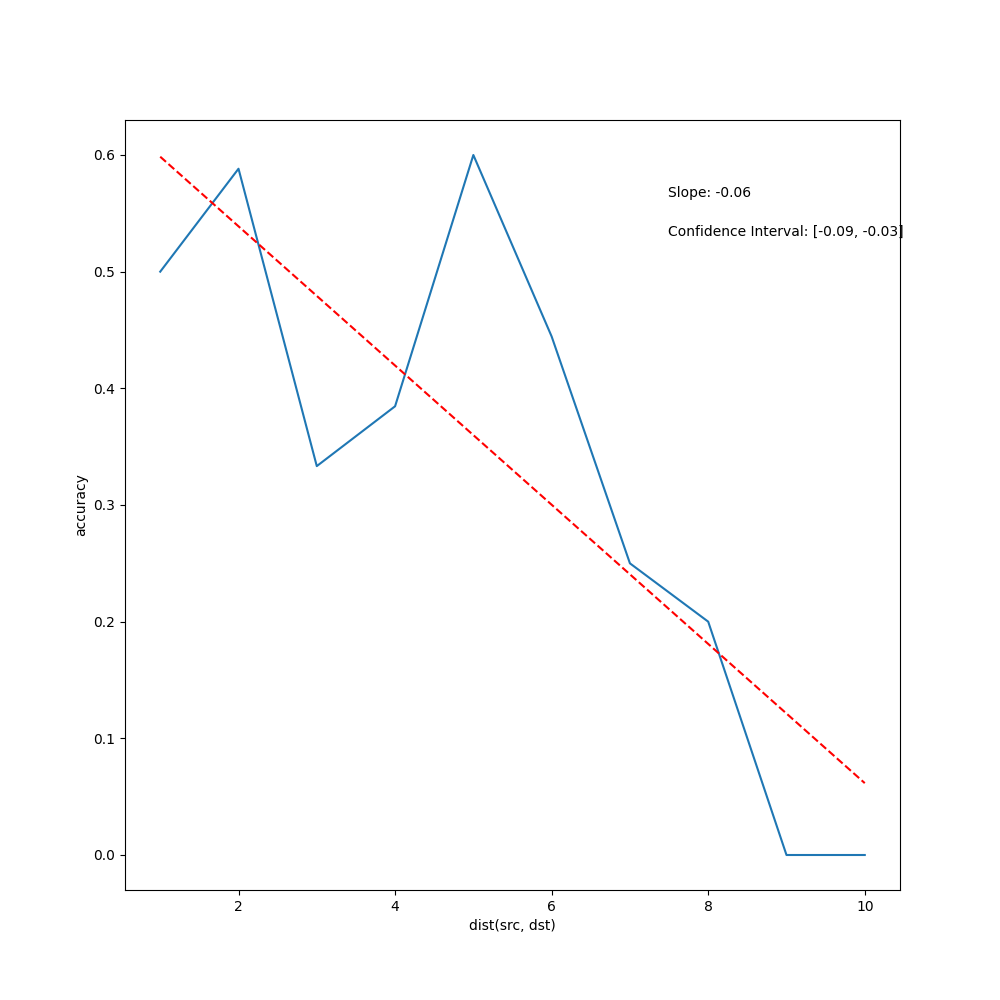 0.6
0.5
0.4
0.3
0.2
0.1
0.0
accuracy
Slope: -0.06
Confidence Interval: [-0.09, -0.03]
2 4 6 8 10
dist(src, dst)